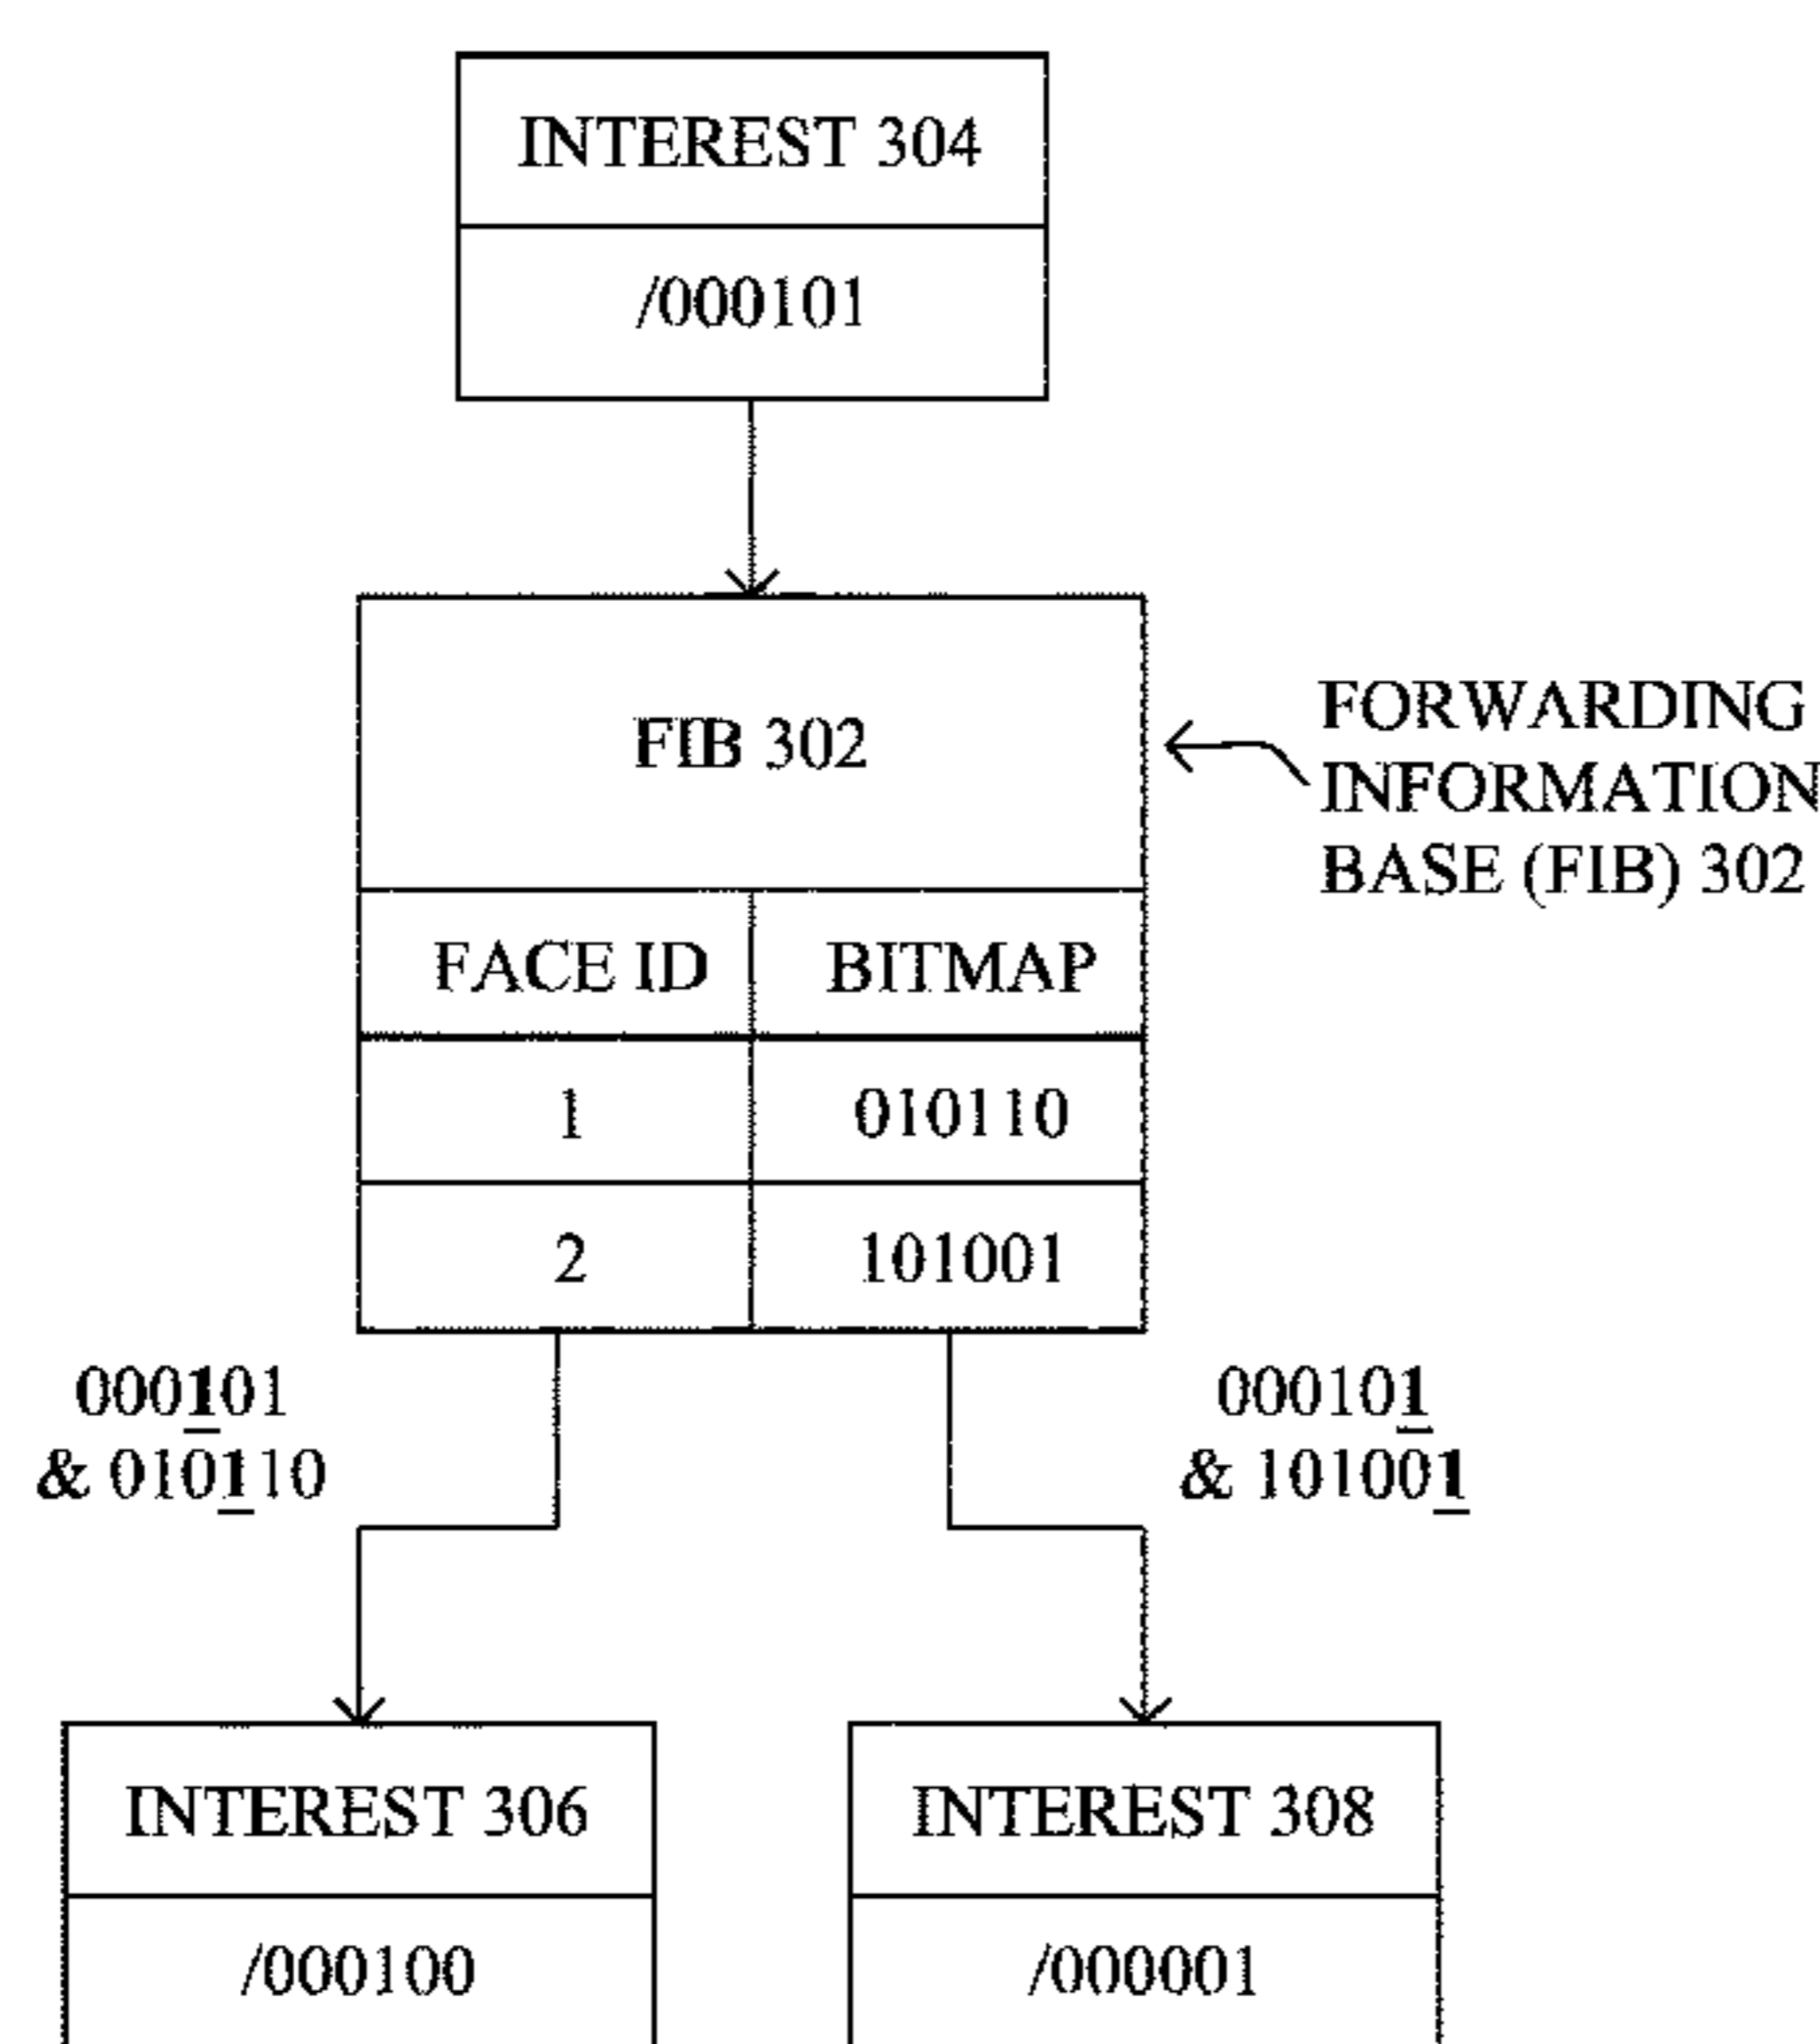 INTEREST 304
/000101
FIB 302
FORWARDING
INFORMATION
BASE (FIB) 302
FACE ID BITMAP
1 010110
2 101001
000101
& 010110
000101
& 101001
INTEREST 306
/000100
INTEREST 308
/000001